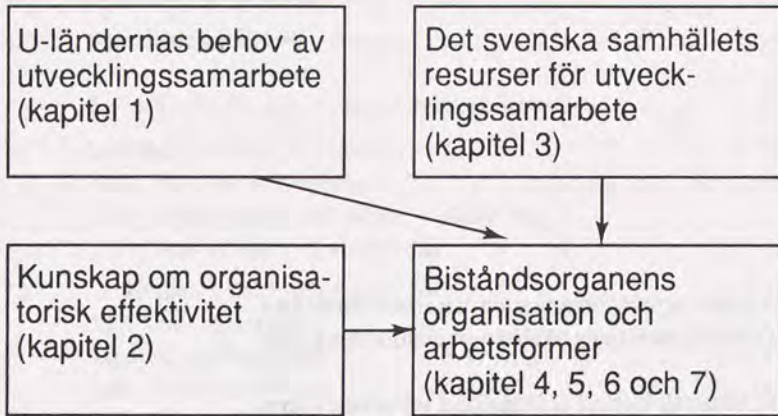 U-ländernas behov av
utvecklingssamarbete
(kapitel 1)
Det svenska samhällets
resurser för utveck-
lingssamarbete
(kapitel 3)
Kunskap om organisa-
torisk effektivitet
(kapitel 2)
Biståndsorganens
organisation och
arbetsformer
(kapitel 4, 5, 6 och 7)